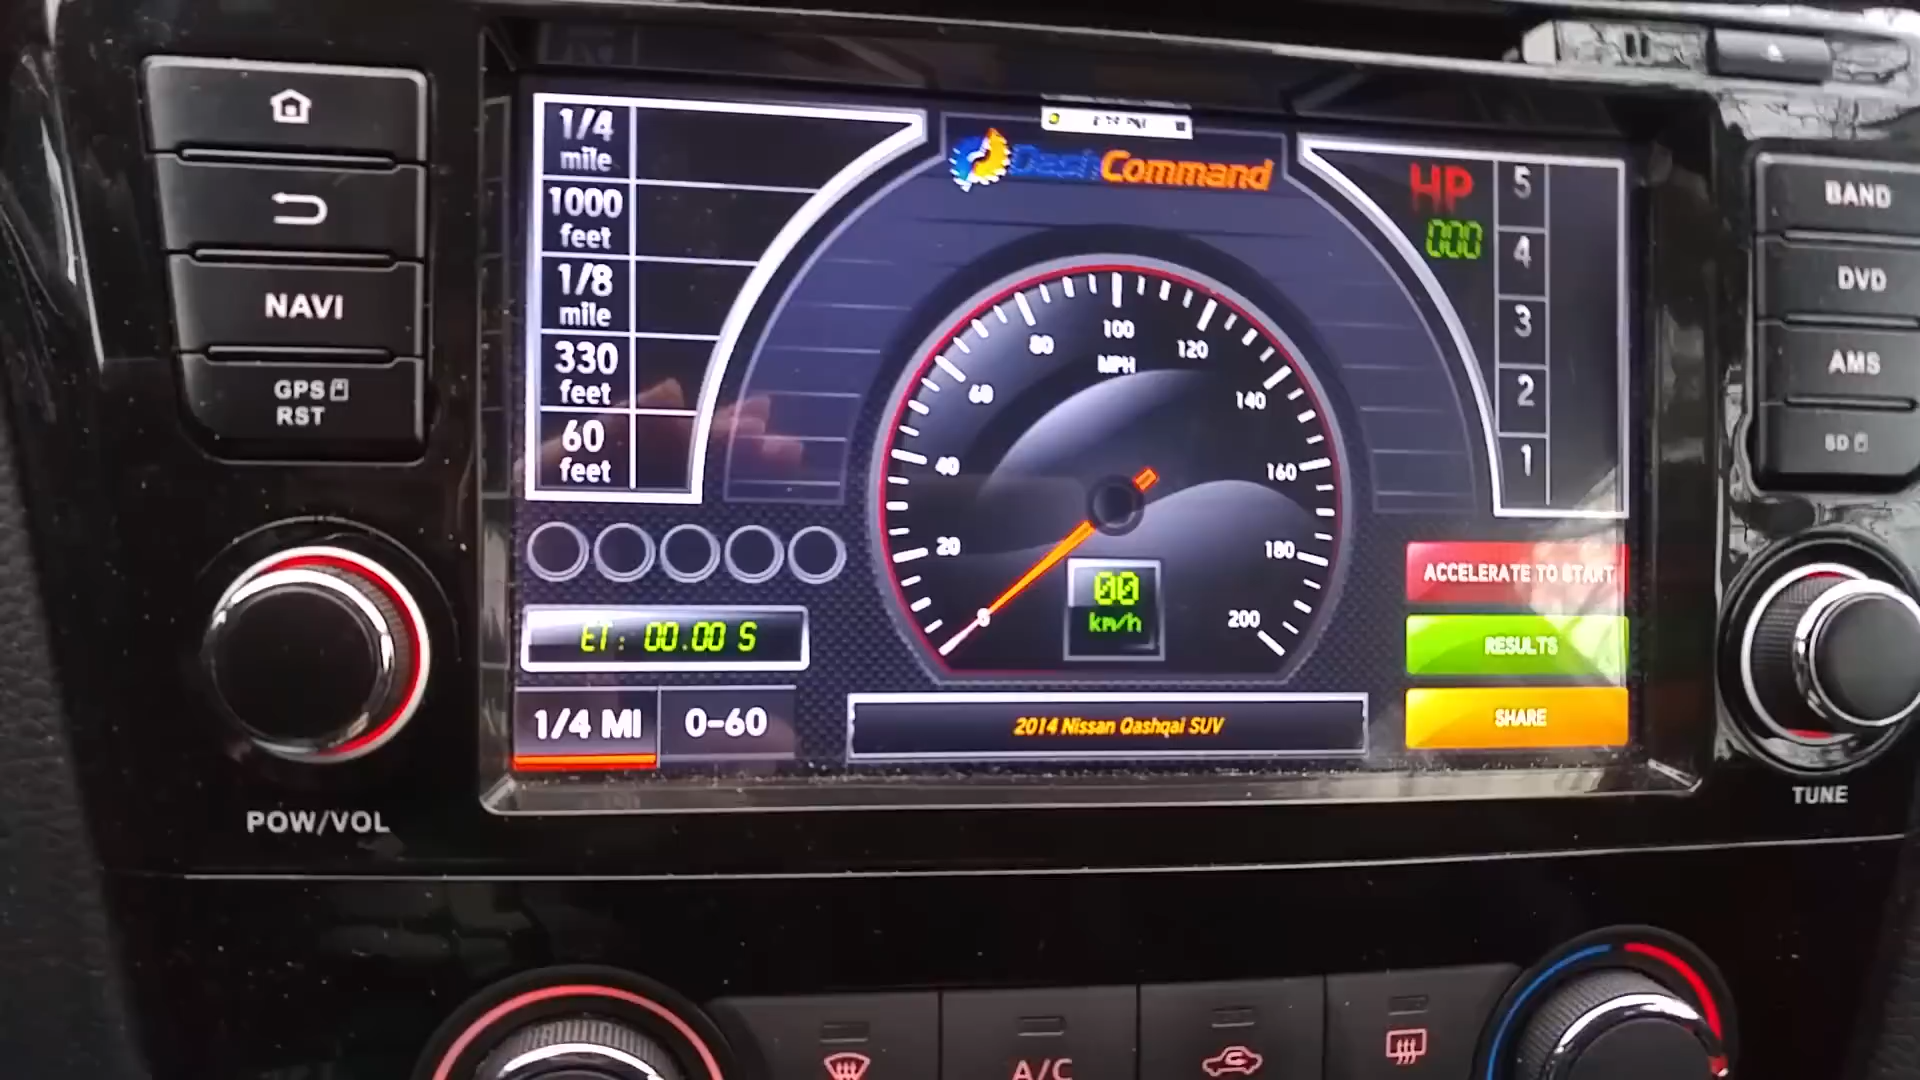 NAVI
GPS
RST
POW/VOL
1/4
mile
1000
feet
1/8
mile
330
feet
60
feet
ET: 00.00 S
1/4 MI
0-60
DashCommand
0
20
40
60
80
100
120
140
160
180
200
MPH
00
km/h
2014 Nissan Qashqai SUV
HP
000
5
4
3
2
1
ACCELERATE TO START
RESULTS
SHARE
BAND
DVD
AMS
SD
TUNE
A/C